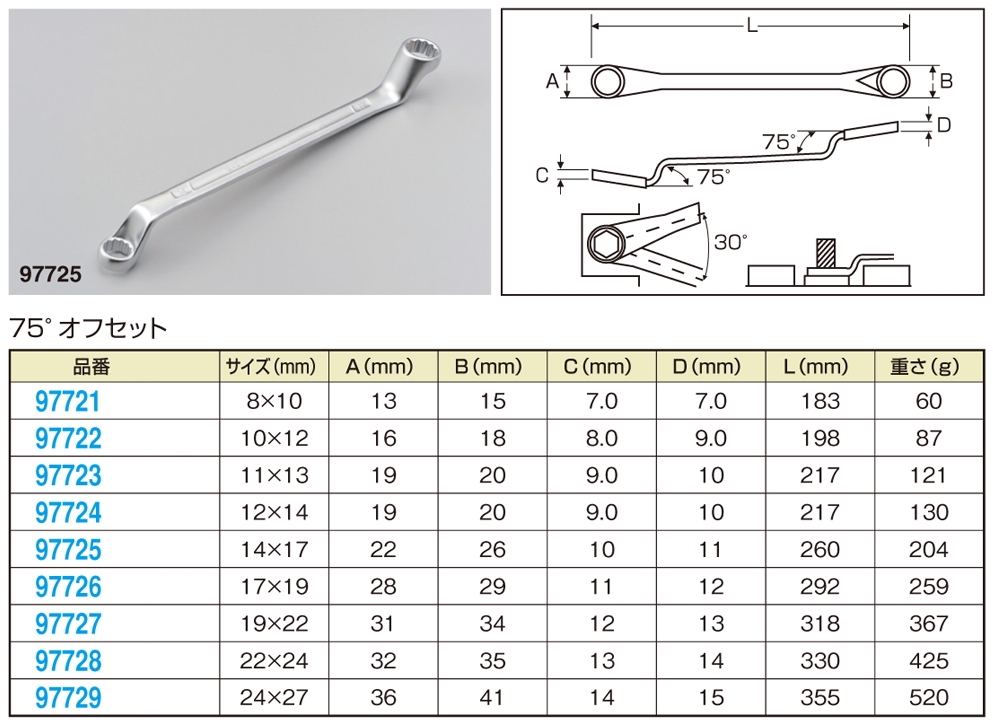 97725
L
A
B
75°
D
C
75°
30°
75°オフセット
品番 サイズ(mm) A(mm) B(mm) C(mm) D(mm) L(mm) 重さ(g)
97721 8×10 13 15 7.0 7.0 183 60
97722 10×12 16 18 8.0 9.0 198 87
97723 11×13 19 20 9.0 10 217 121
97724 12×14 19 20 9.0 10 217 130
97725 14×17 22 26 10 11 260 204
97726 17×19 28 29 11 12 292 259
97727 19×22 31 34 12 13 318 367
97728 22×24 32 35 13 14 330 425
97729 24×27 36 41 14 15 355 520